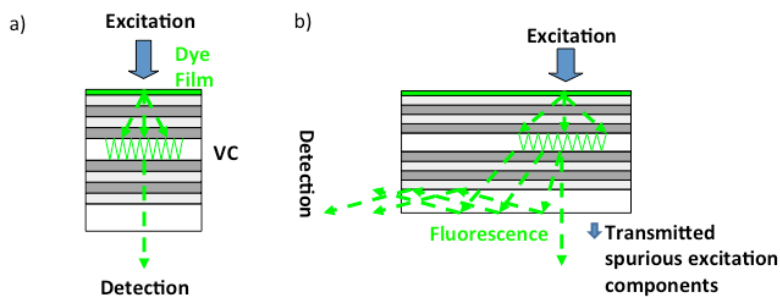 a)
Excitation
Dye
Film
VC
Detection
b)
Excitation
Detection
Fluorescence
Transmitted
spurious excitation
components